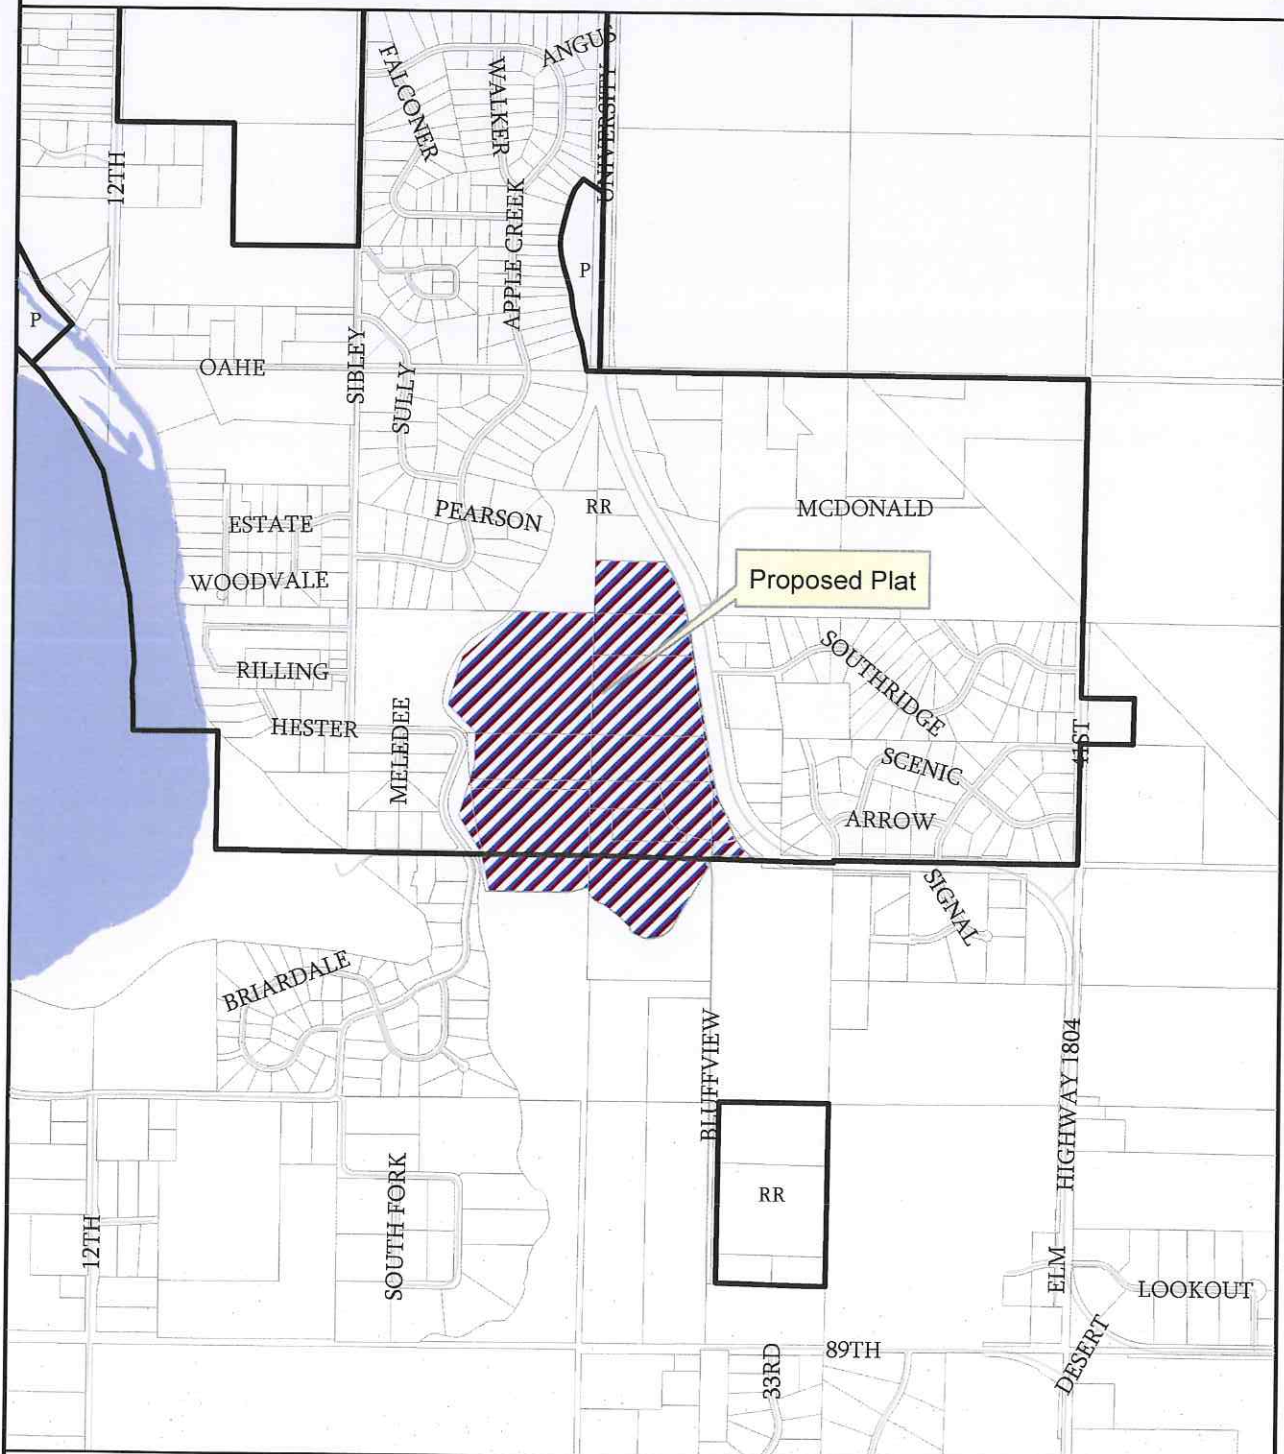 ANGUS
FALCONER
WALKER
UNIVERSITY
12TH
APPLE CREEK
P
P
SIBLEY
OAHE
SULLY
PEARSON
RR
MCDONALD
ESTATE
WOODVALE
Proposed Plat
RILLING
SOUTHRIDGE
HESTER
MELEDEE
41ST
SCENIC
ARROW
SIGNAL
BRIARDALE
BLUFFVIEW
HIGHWAY 1804
RR
SOUTH FORK
12TH
ELM
LOOKOUT
89TH
33RD
DESERT